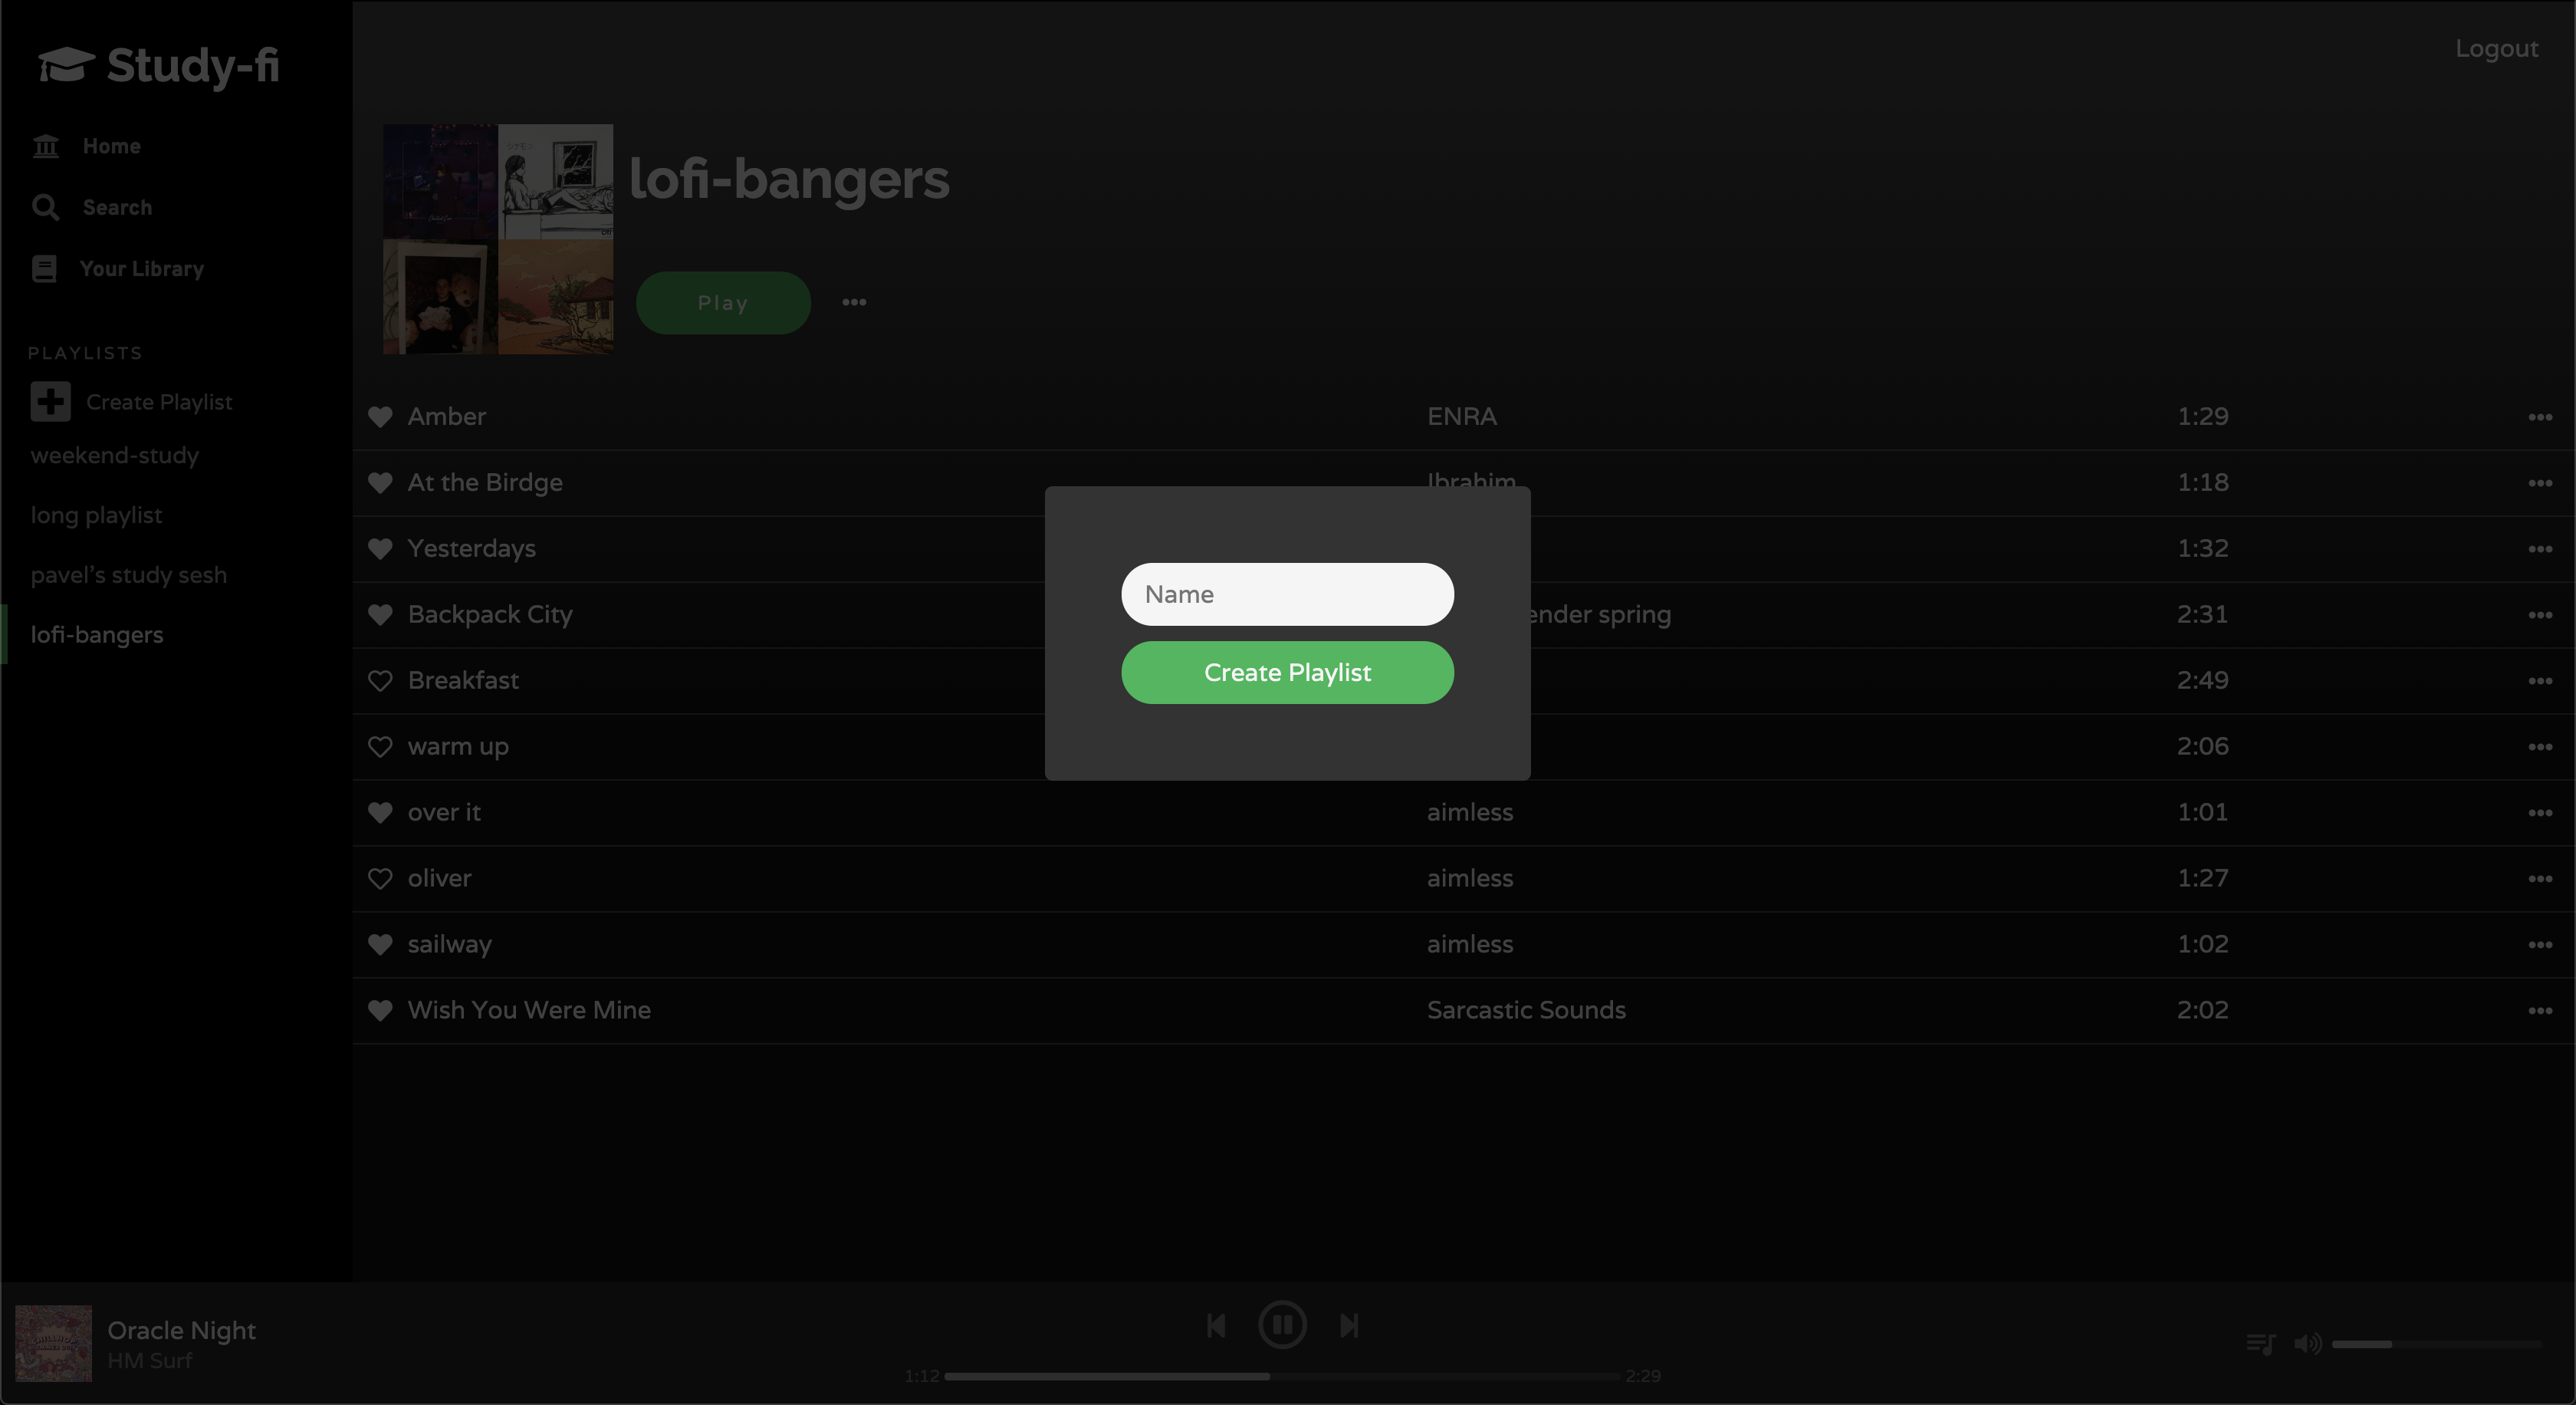 Study-fi
Logout
Home
Search
Your Library
PLAYLISTS
Create Playlist
weekend-study
long playlist
pavel's study sesh
lofi-bangers
lofi-bangers
Play
Amber ENRA 1:29
At the Birdge Ibrahim 1:18
Yesterdays 1:32
Backpack City spring 2:31
Breakfast 2:49
warm up 2:06
over it aimless 1:01
oliver aimless 1:27
sailway aimless 1:02
Wish You Were Mine Sarcastic Sounds 2:02
Name
Create Playlist
Oracle Night
HM Surf
1:12 2:29